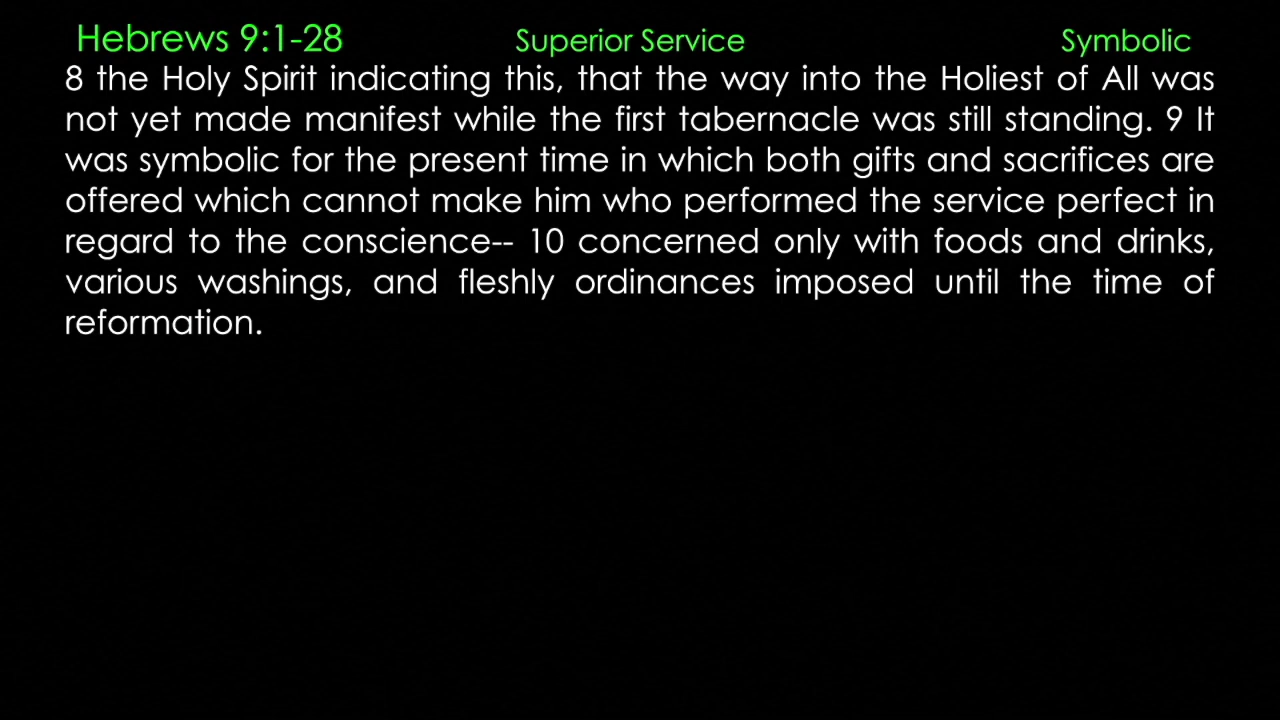 Hebrews 9:1-28 Superior Service Symbolic
8 the Holy Spirit indicating this, that the way into the Holiest of All was
not yet made manifest while the first tabernacle was still standing. 9 It
was symbolic for the present time in which both gifts and sacrifices are
offered which cannot make him who performed the service perfect in
regard to the conscience-- 10 concerned only with foods and drinks,
various washings, and fleshly ordinances imposed until the time of
reformation.